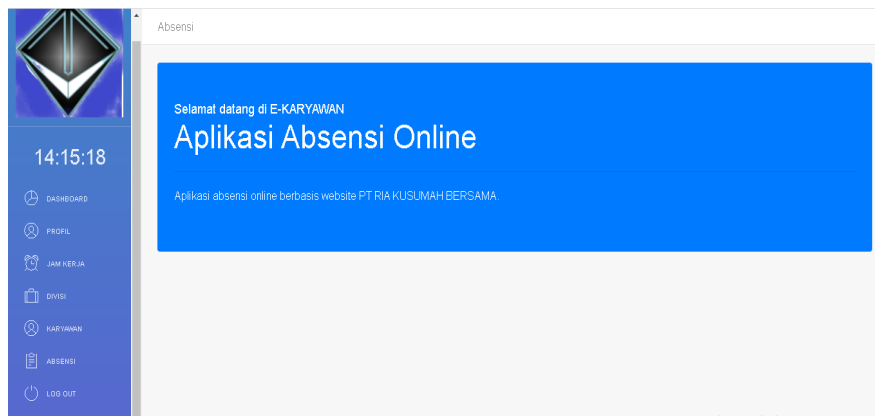 Absensi
Selamat datang di E-KARYAWAN
Aplikasi Absensi Online
Aplikasi absensi online berbasis website PT RIA KUSUMAH BERSAMA.
14:15:18
DASHBOARD
PROFIL
JAM KERJA
DIVISI
KARYAWAN
ABSENSI
LOG OUT